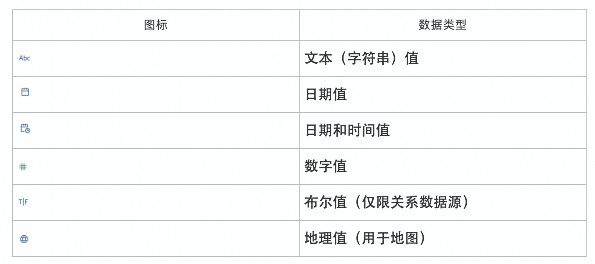 图标 数据类型
Abc 文本（字符串）值
日期值
日期和时间值
# 数字值
T|F 布尔值（仅限关系数据源）
地理值（用于地图）